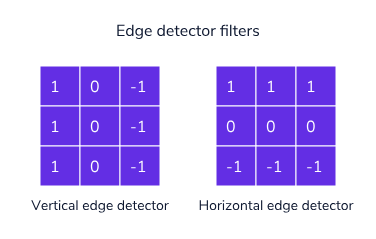 Edge detector filters
1 0 -1 1 1 1
1 0 -1 0 0 0
1 0 -1 -1 -1 -1
Vertical edge detector Horizontal edge detector